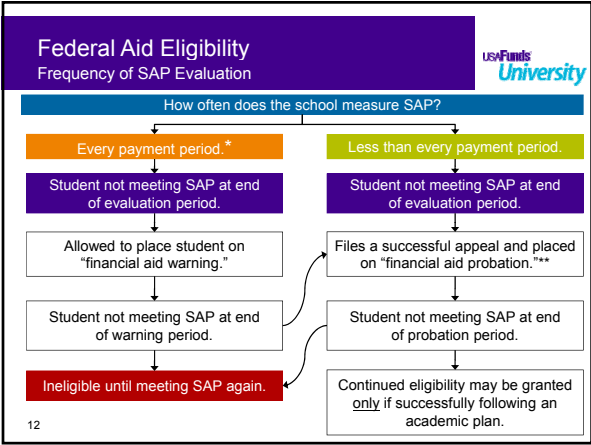 Federal Aid Eligibility
Frequency of SAP Evaluation
USAFunds®
University
How often does the school measure SAP?
Every payment period.*
Less than every payment period.
Student not meeting SAP at end
of evaluation period.
Student not meeting SAP at end
of evaluation period.
Allowed to place student on
“financial aid warning.”
Files a successful appeal and placed
on “financial aid probation.”**
Student not meeting SAP at end
of warning period.
Student not meeting SAP at end
of probation period.
Ineligible until meeting SAP again.
Continued eligibility may be granted
only if successfully following an
academic plan.
12